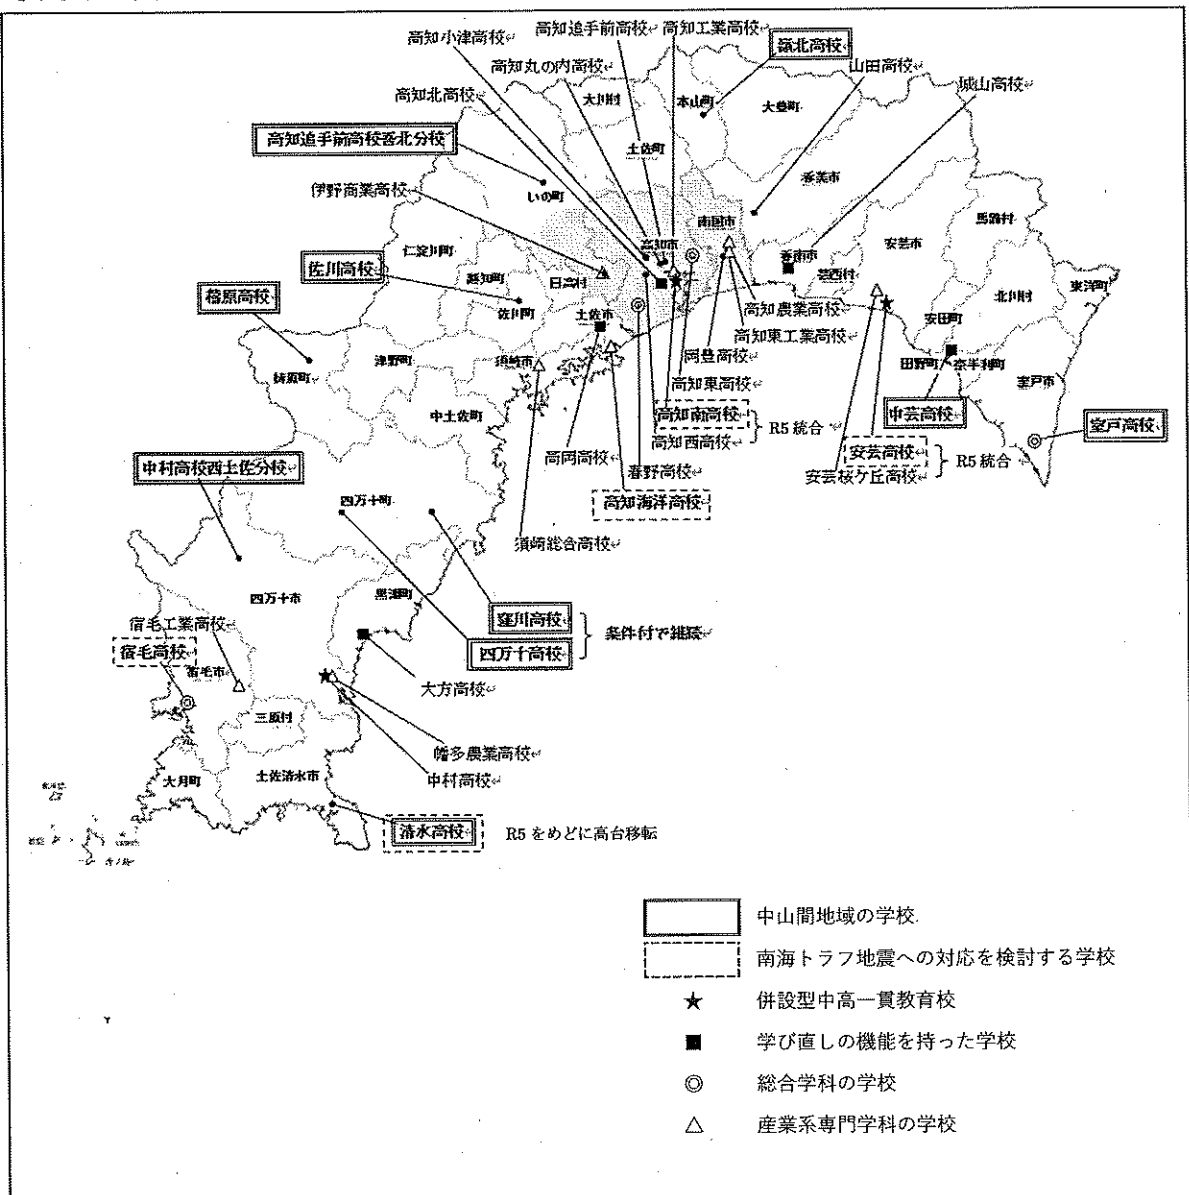 高知小津高校
高知追手前高校
高知工業高校
嶺北高校
高知丸の内高校
山田高校
高知北高校
城山高校
大川村
本山町
大豊町
高知追手前高校吾北分校
土佐町
伊野商業高校
いの町
香美市
馬路村
南国市
仁淀川町
高知市
安芸市
佐川高校
越知町
日高村
香南市
芸西村
北川村
東洋町
檮原高校
佐川町
土佐市
高知農業高校
安田町
高知東工業高校
梼原町
津野町
須崎市
岡豊高校
田野町
奈半利町
室戸市
高知東高校
中土佐町
高知南高校
R5 統合
中芸高校
室戸高校
高知西高校
安芸高校
R5 統合
高岡高校
春野高校
安芸桜ケ丘高校
中村高校西土佐分校
四万十町
高知海洋高校
須崎総合高校
四万十市
黒潮町
窪川高校
条件付で継続
四万十高校
宿毛工業高校
宿毛高校
宿毛市
大方高校
三原村
幡多農業高校
中村高校
大月町
土佐清水市
清水高校
R5 をめどに高台移転
中山間地域の学校
南海トラフ地震への対応を検討する学校
★ 併設型中高一貫教育校
■ 学び直しの機能を持った学校
◎ 総合学科の学校
△ 産業系専門学科の学校